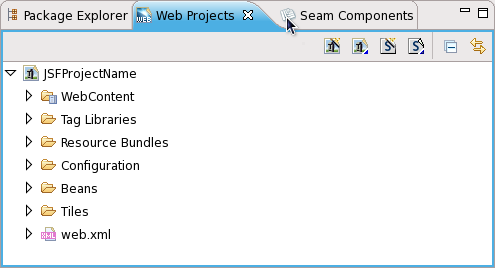 Package Explorer Web Projects Seam Components
JSFProjectName
WebContent
Tag Libraries
Resource Bundles
Configuration
Beans
Tiles
web.xml